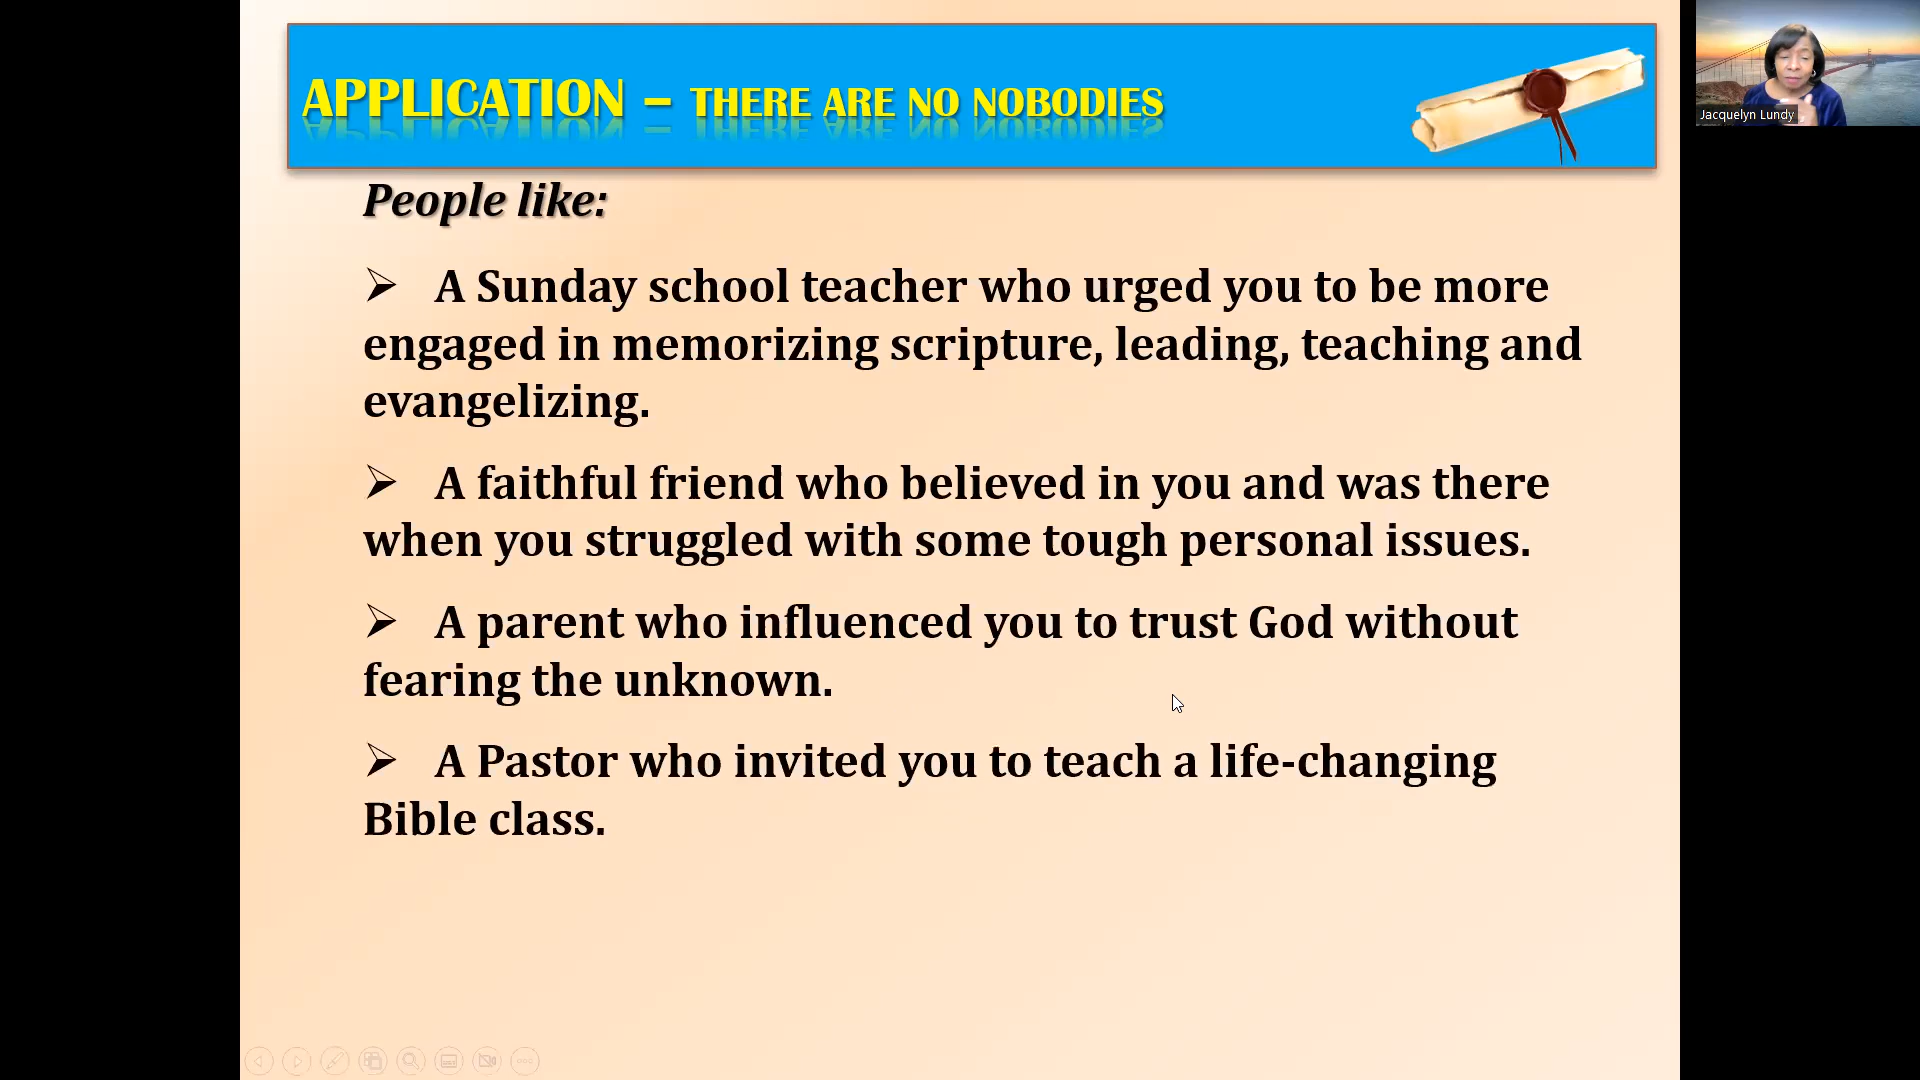 APPLICATION – THERE ARE NO NOBODIES
Jacquelyn Lundy
People like:
➢ A Sunday school teacher who urged you to be more
engaged in memorizing scripture, leading, teaching and
evangelizing.
➢ A faithful friend who believed in you and was there
when you struggled with some tough personal issues.
➢ A parent who influenced you to trust God without
fearing the unknown.
➢ A Pastor who invited you to teach a life-changing
Bible class.